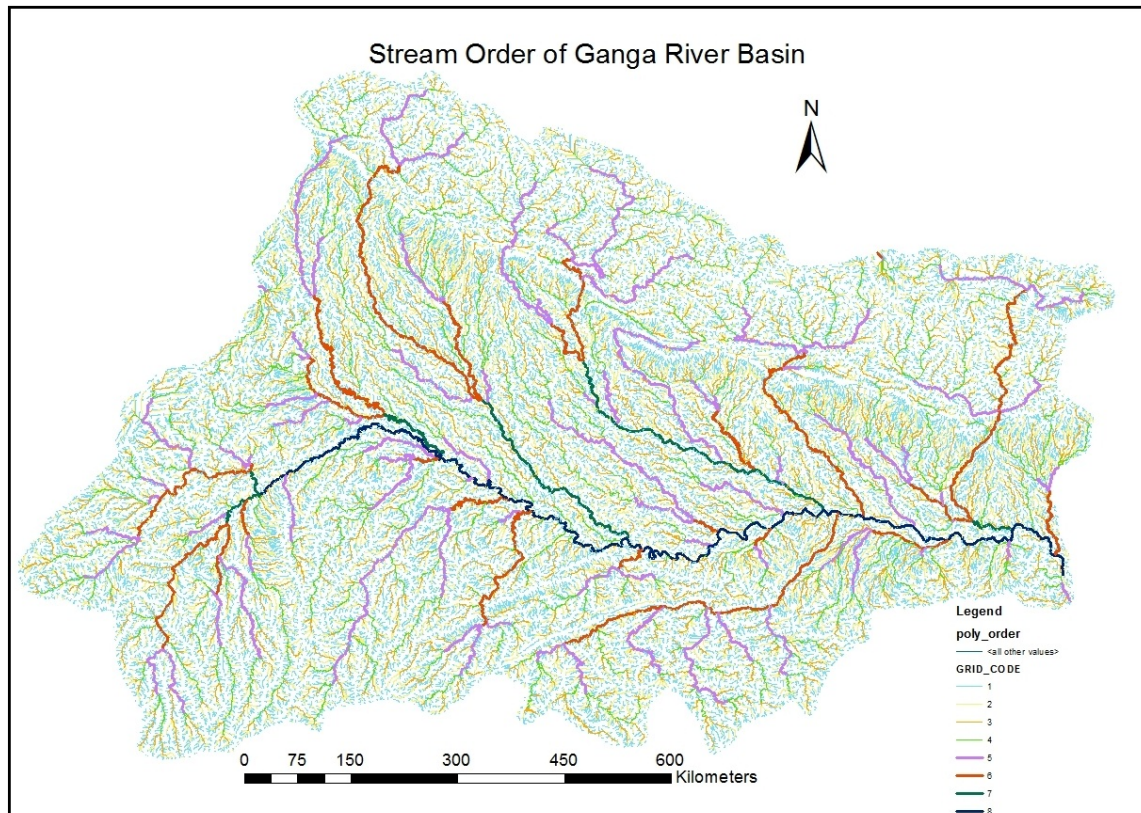 Stream Order of Ganga River Basin
N
Legend
poly_order
<all other values>
GRID_CODE
1
2
3
4
5
6
7
8
0 75 150 300 450 600
Kilometers